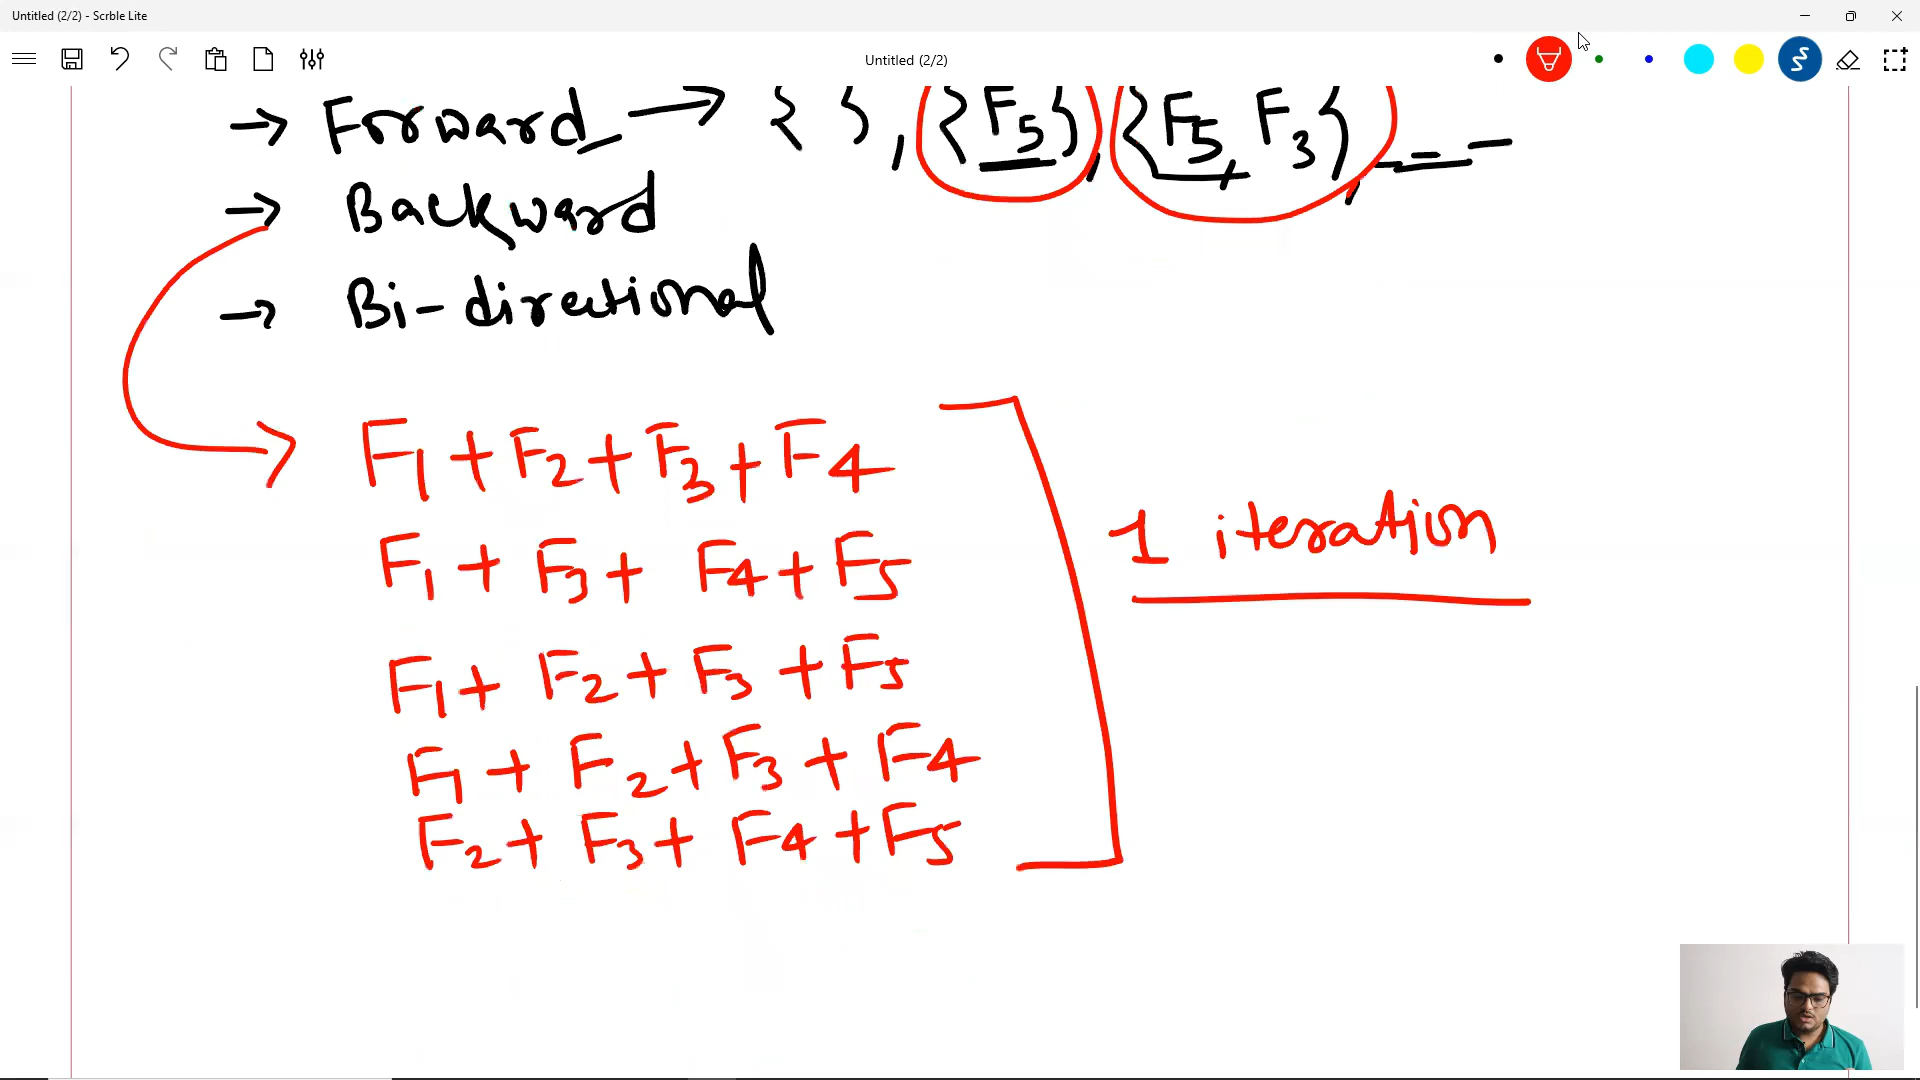 Untitled (2/2) - Scrble Lite
Untitled (2/2)
→ Forward → { } , {F5} , {F5, F3} , _ _ _
→ Backward
→ Bi-directional
F1 + F2 + F3 + F4
F1 + F3 + F4 + F5
F1 + F2 + F3 + F5
F1 + F2 + F3 + F4
F2 + F3 + F4 + F5
1 iteration